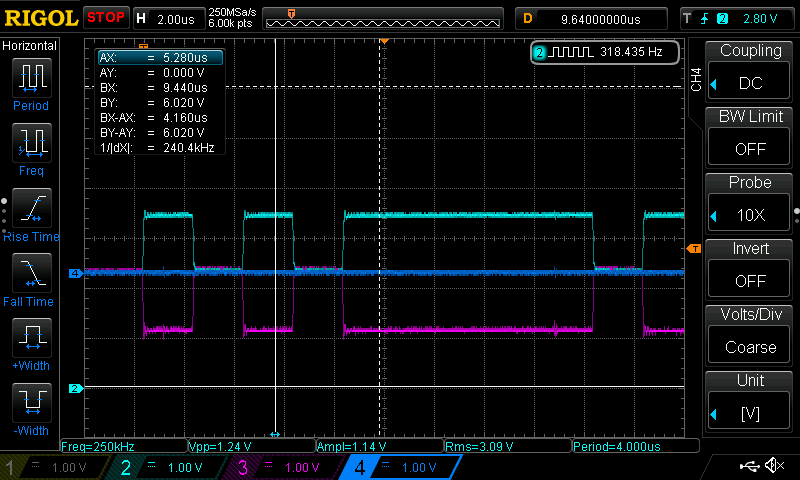 RIGOL STOP H 2.00us 250MSa/s 6.00k pts T D 9.64000000us T 2 2.80 V
Horizontal
Period
Freq
Rise Time
Fall Time
+Width
-Width
AX: = 5.280us
AY: = 0.000 V
BX: = 9.440us
BY: = 6.020 V
BX-AX: = 4.160us
BY-AY: = 6.020 V
1/|dX|: = 240.4kHz
2 318.435 Hz
T
4
2
CH4
Coupling
DC
BW Limit
OFF
Probe
10X
Invert
OFF
Volts/Div
Coarse
Unit
[V]
Freq=250kHz Vpp=1.24 V Ampl=1.14 V Rms=3.09 V Period=4.000us
1 = 1.00 V 2 = 1.00 V 3 = 1.00 V 4 = 1.00 V